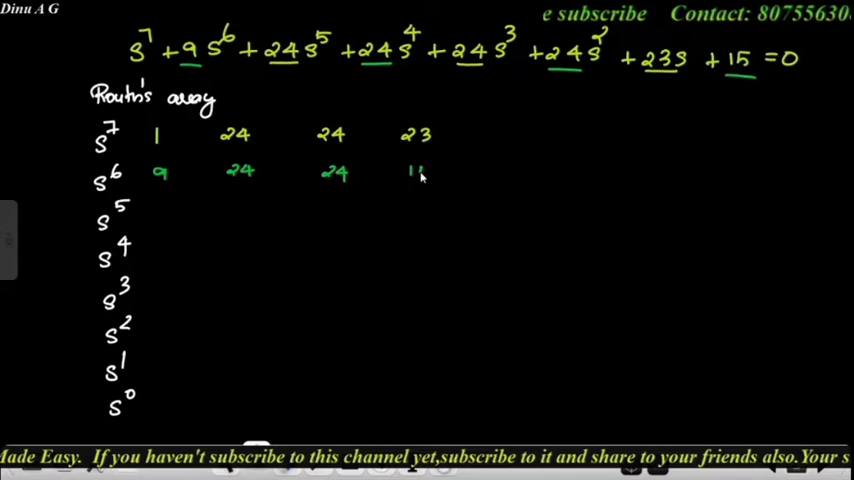 Dinu A G
e subscribe Contact: 80755630
s⁷ + 9s⁶ + 24s⁵ + 24s⁴ + 24s³ + 24s² + 23s + 15 = 0
Routh's array
s⁷ 1 24 24 23
s⁶ 9 24 24
s⁵
s⁴
s³
s²
s¹
s⁰
Made Easy. If you haven't subscribe to this channel yet,subscribe to it and share to your friends also.Your s